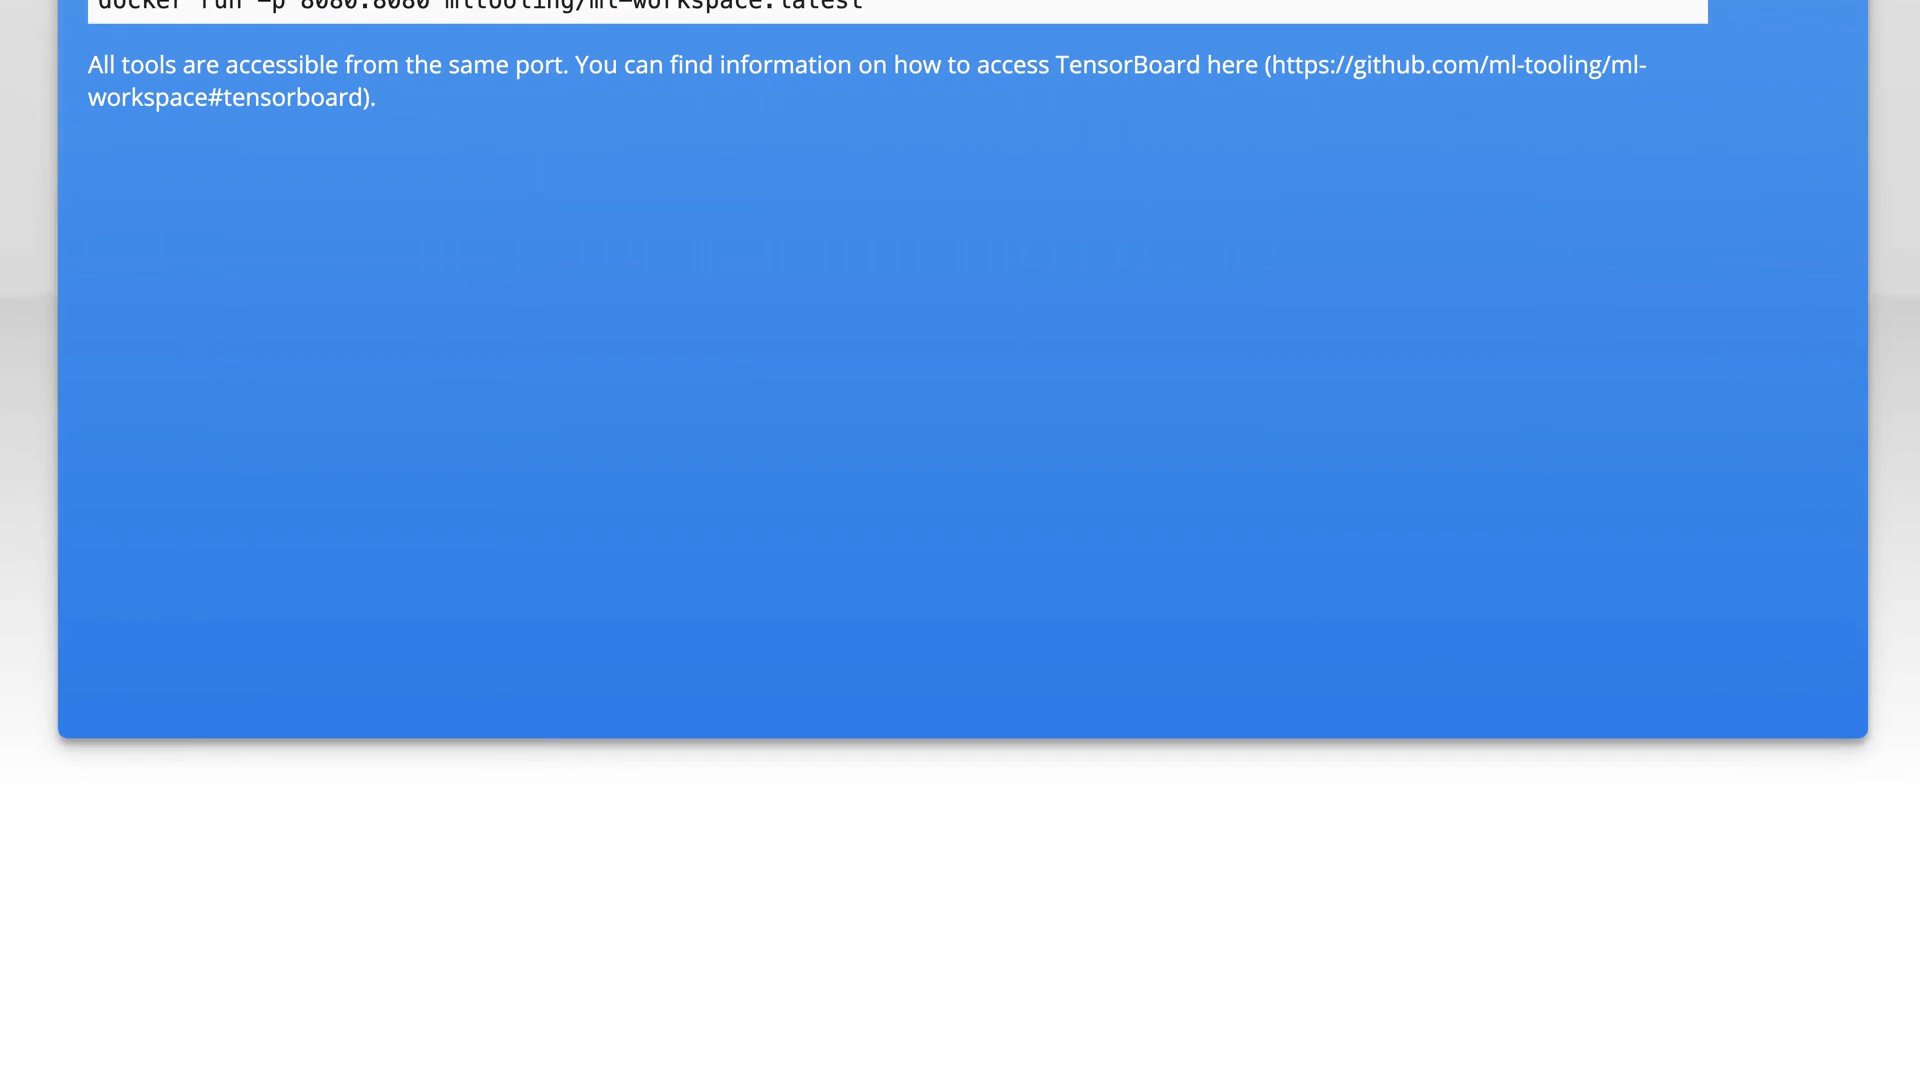 docker run -p 8080:8080 mltooling/ml-workspace:latest
All tools are accessible from the same port. You can find information on how to access TensorBoard here (https://github.com/ml-tooling/ml-
workspace#tensorboard).